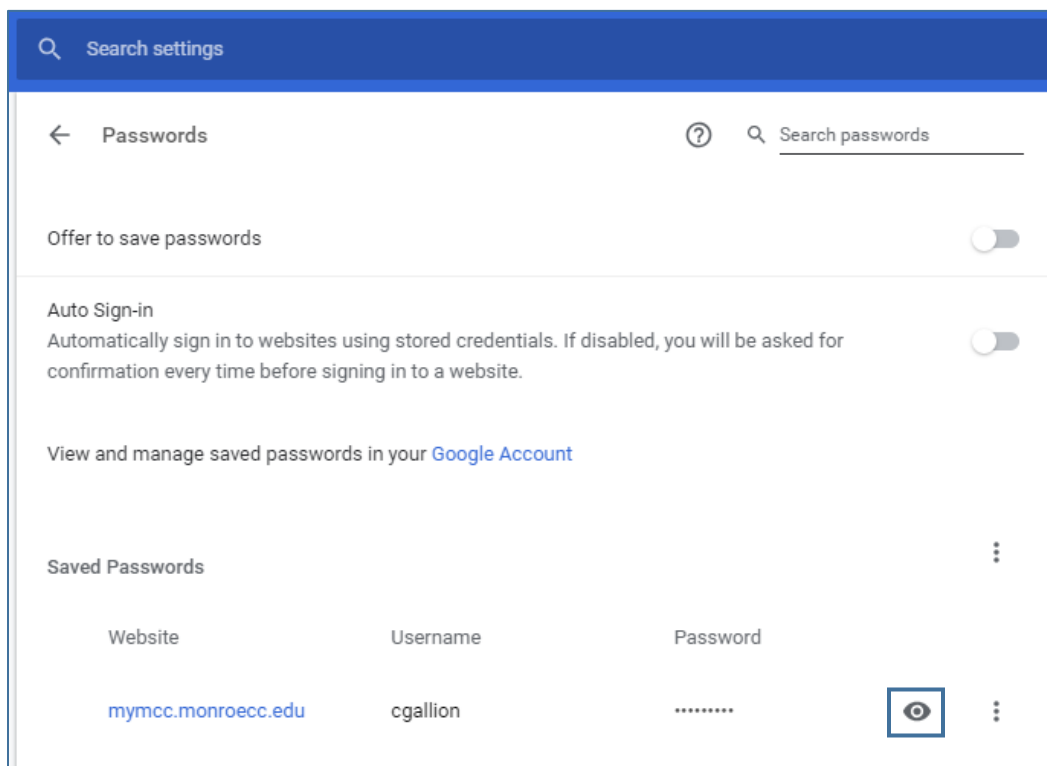 Search settings
Passwords
Search passwords
Offer to save passwords
Auto Sign-in
Automatically sign in to websites using stored credentials. If disabled, you will be asked for
confirmation every time before signing in to a website.
View and manage saved passwords in your Google Account
Saved Passwords
Website Username Password
mymcc.monroecc.edu cgallion •••••••••